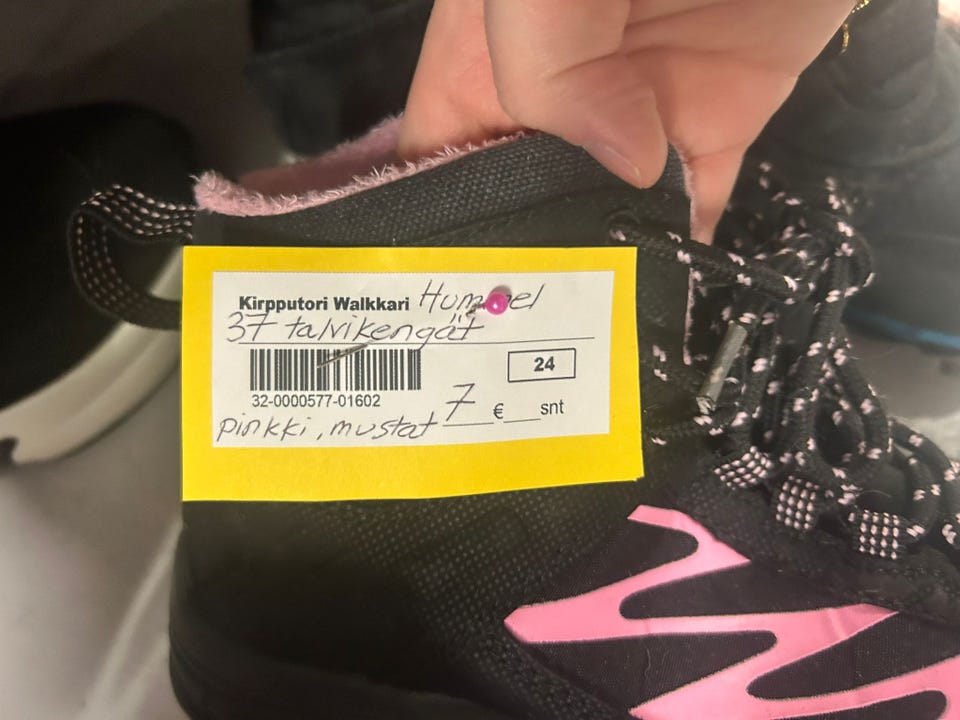 Kirpputori Walkkari Hummel
37 talvikengät
24
32-0000577-01602
pinkki, mustat 7 € snt